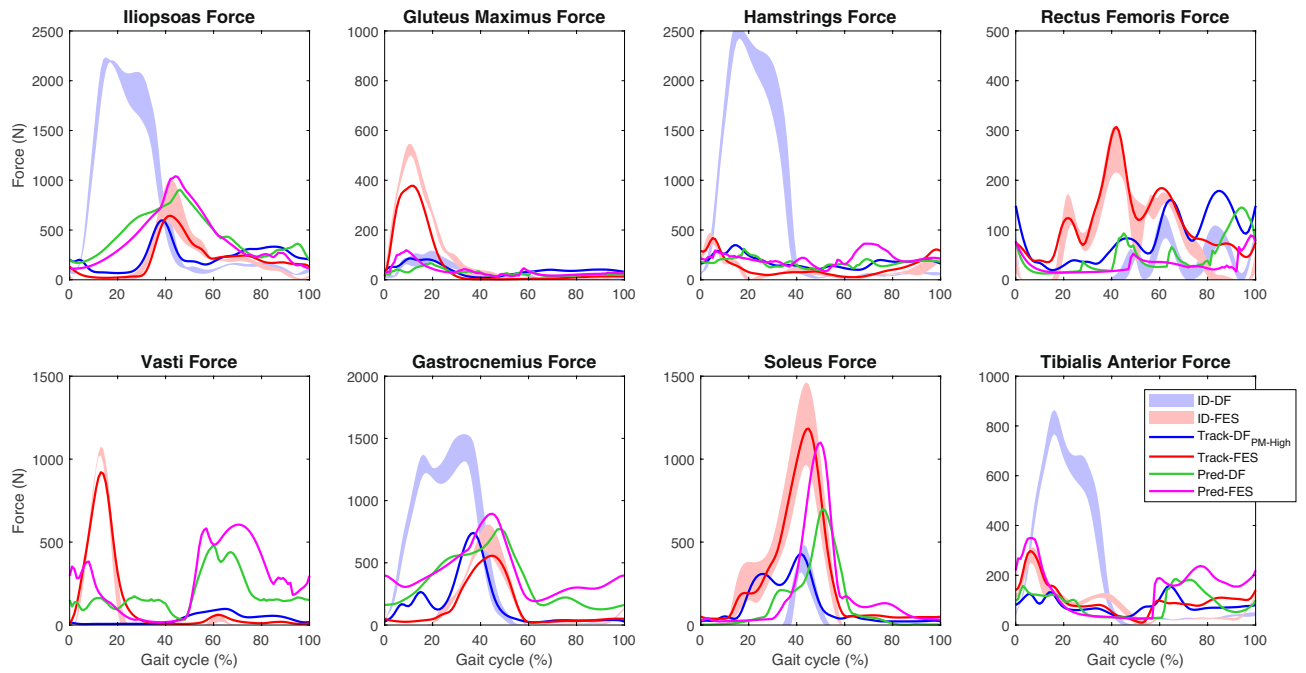 Iliopsoas Force
Gluteus Maximus Force
Hamstrings Force
Rectus Femoris Force
Force (N)
2500
2000
1500
1000
500
0
0 20 40 60 80 100
1000
800
600
400
200
0
0 20 40 60 80 100
2500
2000
1500
1000
500
0
0 20 40 60 80 100
500
400
300
200
100
0
0 20 40 60 80 100
Vasti Force
Gastrocnemius Force
Soleus Force
Tibialis Anterior Force
Force (N)
1500
1000
500
0
0 20 40 60 80 100
Gait cycle (%)
2000
1500
1000
500
0
0 20 40 60 80 100
Gait cycle (%)
1500
1000
500
0
0 20 40 60 80 100
Gait cycle (%)
1000
800
600
400
200
0
0 20 40 60 80 100
Gait cycle (%)
ID-DF
ID-FES
Track-DF PM-High
Track-FES
Pred-DF
Pred-FES